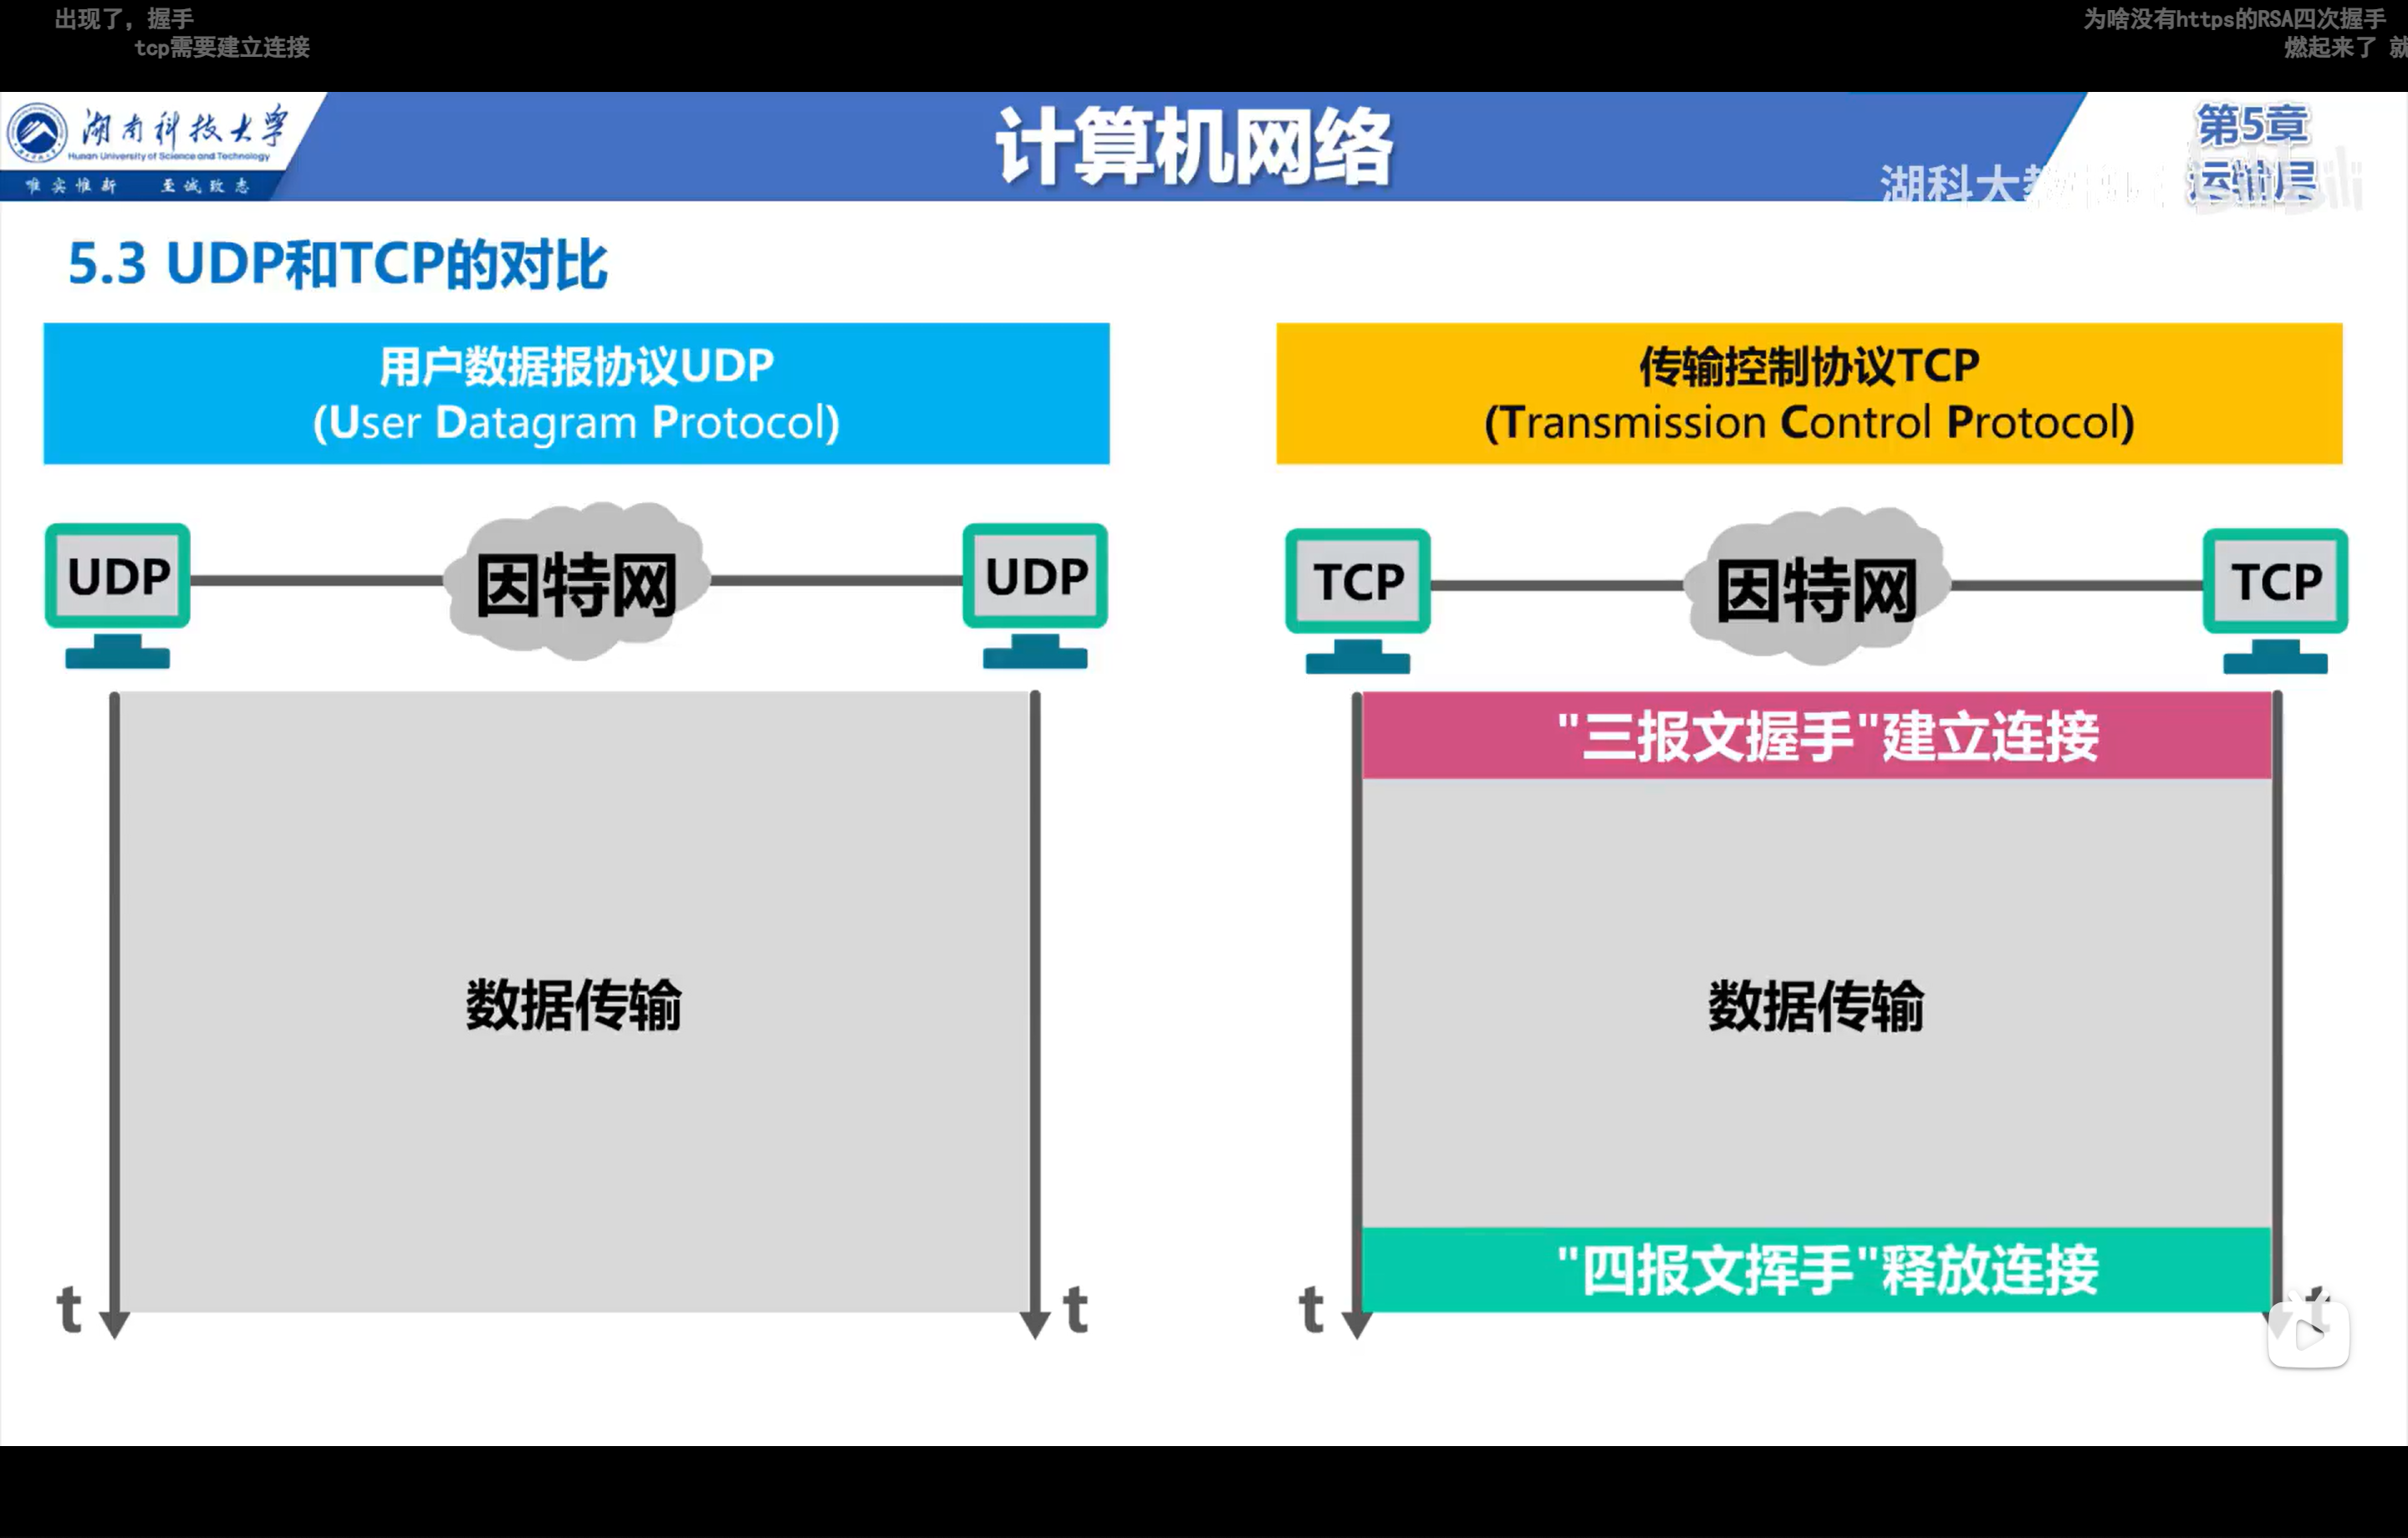 出现了，握手
为啥没有https的RSA四次握手
tcp需要建立连接
燃起来了 就
湖南科技大学
Hunan University of Science and Technology
唯实惟新 至诚致志
计算机网络
第5章
运输层
湖科大教
bilibili
5.3 UDP和TCP的对比
用户数据报协议UDP
(User Datagram Protocol)
传输控制协议TCP
(Transmission Control Protocol)
UDP
因特网
UDP
TCP
因特网
TCP
"三报文握手"建立连接
数据传输
数据传输
"四报文挥手"释放连接
t
t
t
t